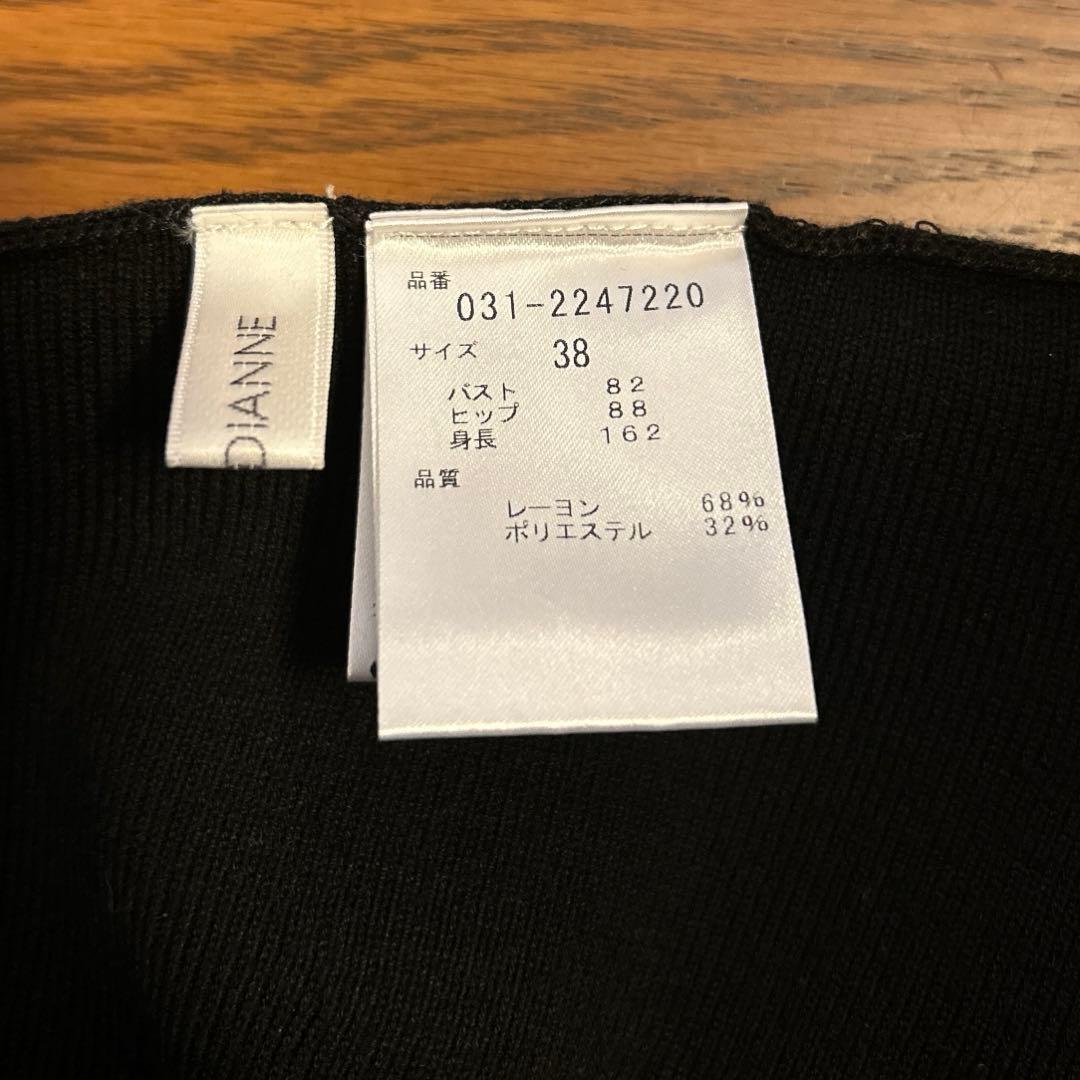 DIANNE
品番
031-2247220
サイズ 38
バスト 82
ヒップ 88
身長 162
品質
レーヨン 68%
ポリエステル 32%